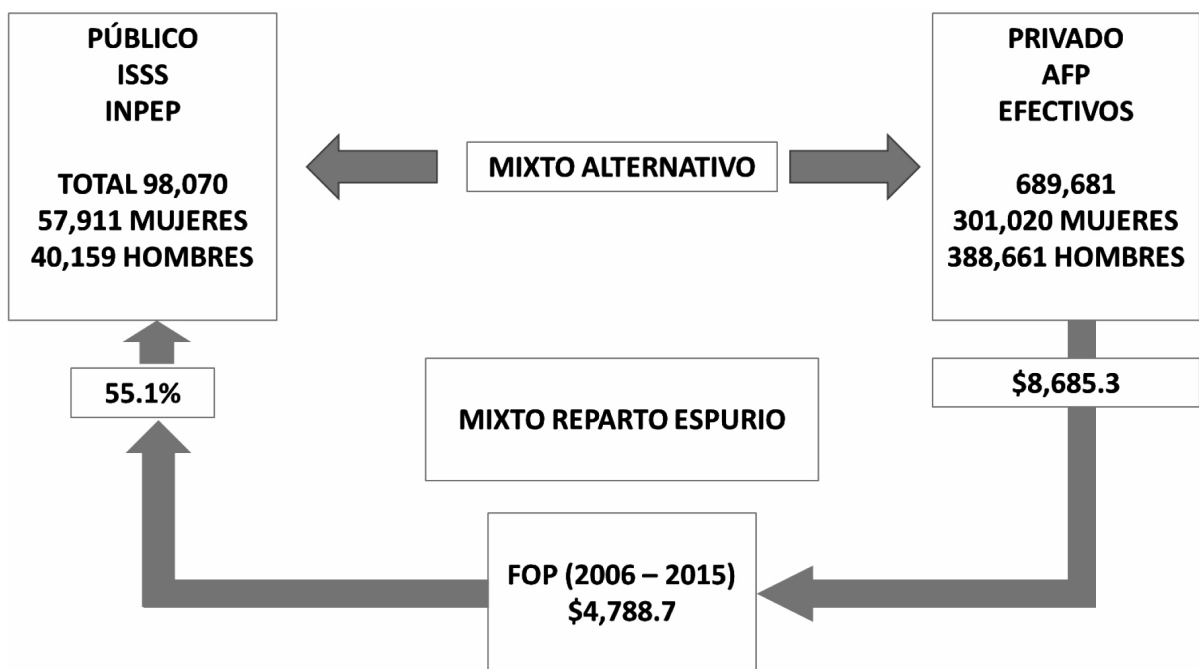 PÚBLICO
ISSS
INPEP
TOTAL 98,070
57,911 MUJERES
40,159 HOMBRES
MIXTO ALTERNATIVO
PRIVADO
AFP
EFECTIVOS
689,681
301,020 MUJERES
388,661 HOMBRES
55.1%
MIXTO REPARTO ESPURIO
$8,685.3
FOP (2006 – 2015)
$4,788.7